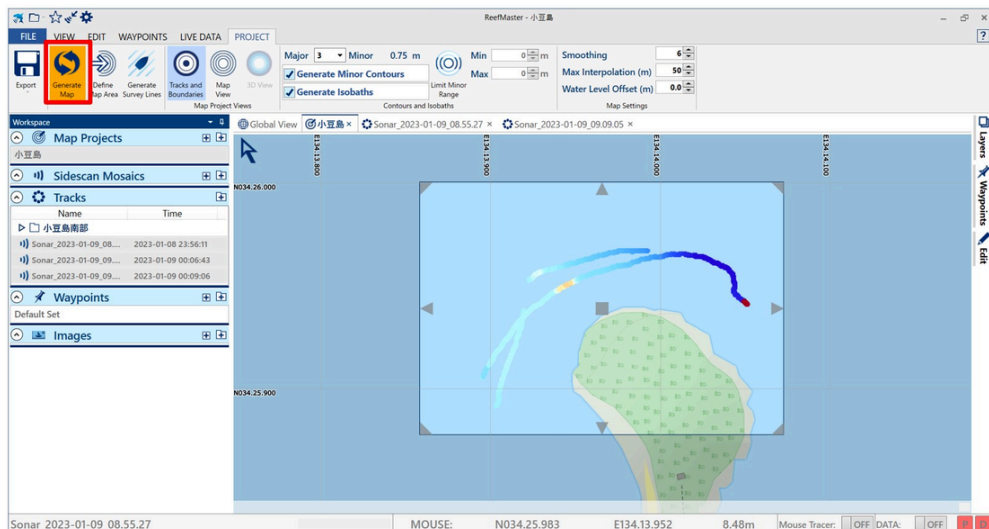 ReefMaster - 小豆島
FILE VIEW EDIT WAYPOINTS LIVE DATA PROJECT
Export
Generate Map
Define Map Area
Generate Survey Lines
Tracks and Boundaries
Map View
3D View
Map Project Views
Major 3 Minor 0.75 m
Generate Minor Contours
Generate Isobaths
Limit Minor Range
Min 0 m
Max 0 m
Contours and Isobaths
Smoothing 6
Max Interpolation (m) 50
Water Level Offset (m) 0.0
Map Settings
Workspace
Map Projects
小豆島
Sidescan Mosaics
Tracks
Name Time
小豆島南部
Sonar_2023-01-09_08.... 2023-01-08 23:56:11
Sonar_2023-01-09_09.... 2023-01-09 00:06:43
Sonar_2023-01-09_09.... 2023-01-09 00:09:06
Waypoints
Default Set
Images
Global View 小豆島 × Sonar_2023-01-09_08.55.27 × Sonar_2023-01-09_09.09.05 ×
E134.13.800
E134.13.900
E134.14.000
E134.14.100
N034.26.000
N034.25.900
Layers
Waypoints
Edit
Sonar_2023-01-09_08.55.27 MOUSE: N034.25.983 E134.13.952 8.48m Mouse Tracer: OFF DATA: OFF P D